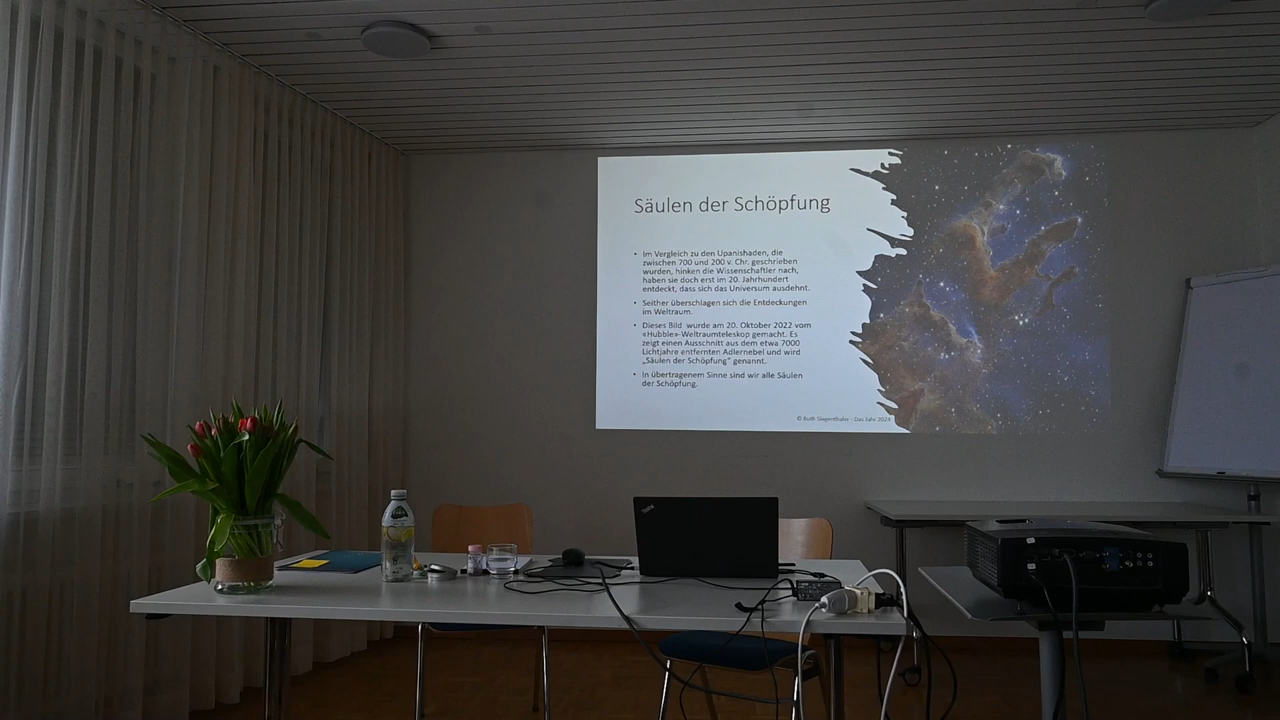 Säulen der Schöpfung
• Im Vergleich zu den Upanishaden, die
zwischen 700 und 200 v. Chr. geschrieben
wurden, hinken die Wissenschaftler nach,
haben sie doch erst im 20. Jahrhundert
entdeckt, dass sich das Universum ausdehnt.
• Seither überschlagen sich die Entdeckungen
im Weltraum.
• Dieses Bild wurde am 20. Oktober 2022 vom
«Hubble»-Weltraumteleskop gemacht. Es
zeigt einen Ausschnitt aus dem etwa 7000
Lichtjahre entfernten Adlernebel und wird
„Säulen der Schöpfung" genannt.
• In übertragenem Sinne sind wir alle Säulen
der Schöpfung.
© Ruth Siegenthaler - Das Jahr 2024
ThinkPad